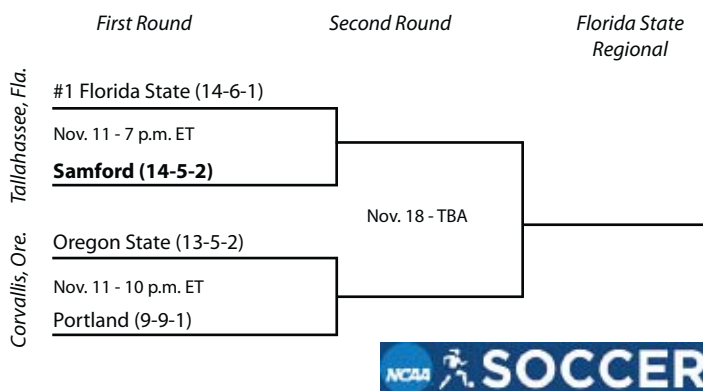 First Round
Second Round
Florida State
Regional
Tallahassee, Fla.
#1 Florida State (14-6-1)
Nov. 11 - 7 p.m. ET
Samford (14-5-2)
Nov. 18 - TBA
Corvallis, Ore.
Oregon State (13-5-2)
Nov. 11 - 10 p.m. ET
Portland (9-9-1)
NCAA SOCCER